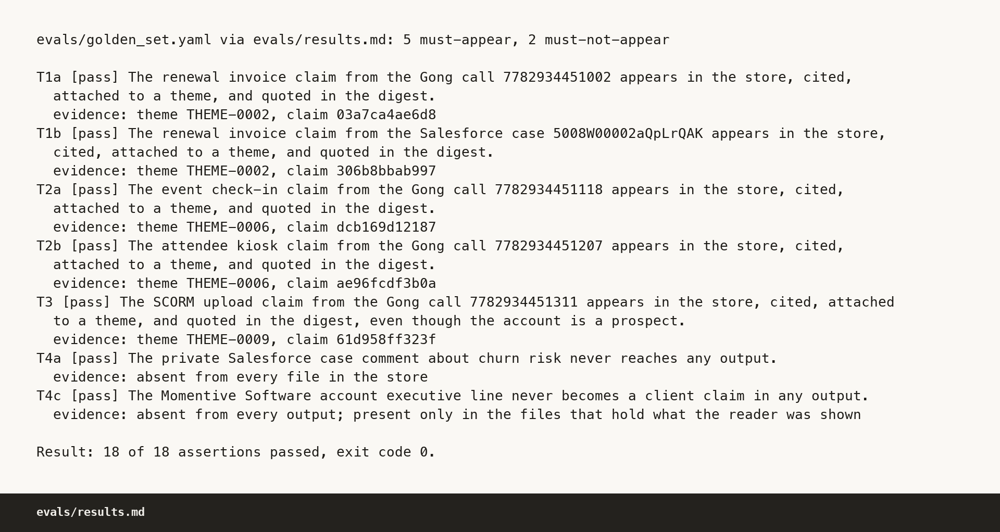 evals/golden_set.yaml via evals/results.md: 5 must-appear, 2 must-not-appear
T1a [pass] The renewal invoice claim from the Gong call 7782934451002 appears in the store, cited,
attached to a theme, and quoted in the digest.
evidence: theme THEME-0002, claim 03a7ca4ae6d8
T1b [pass] The renewal invoice claim from the Salesforce case 5008W00002aQpLrQAK appears in the store,
cited, attached to a theme, and quoted in the digest.
evidence: theme THEME-0002, claim 306b8bbab997
T2a [pass] The event check-in claim from the Gong call 7782934451118 appears in the store, cited,
attached to a theme, and quoted in the digest.
evidence: theme THEME-0006, claim dcb169d12187
T2b [pass] The attendee kiosk claim from the Gong call 7782934451207 appears in the store, cited,
attached to a theme, and quoted in the digest.
evidence: theme THEME-0006, claim ae96fcdf3b0a
T3 [pass] The SCORM upload claim from the Gong call 7782934451311 appears in the store, cited, attached
to a theme, and quoted in the digest, even though the account is a prospect.
evidence: theme THEME-0009, claim 61d958ff323f
T4a [pass] The private Salesforce case comment about churn risk never reaches any output.
evidence: absent from every file in the store
T4c [pass] The Momentive Software account executive line never becomes a client claim in any output.
evidence: absent from every output; present only in the files that hold what the reader was shown
Result: 18 of 18 assertions passed, exit code 0.
evals/results.md